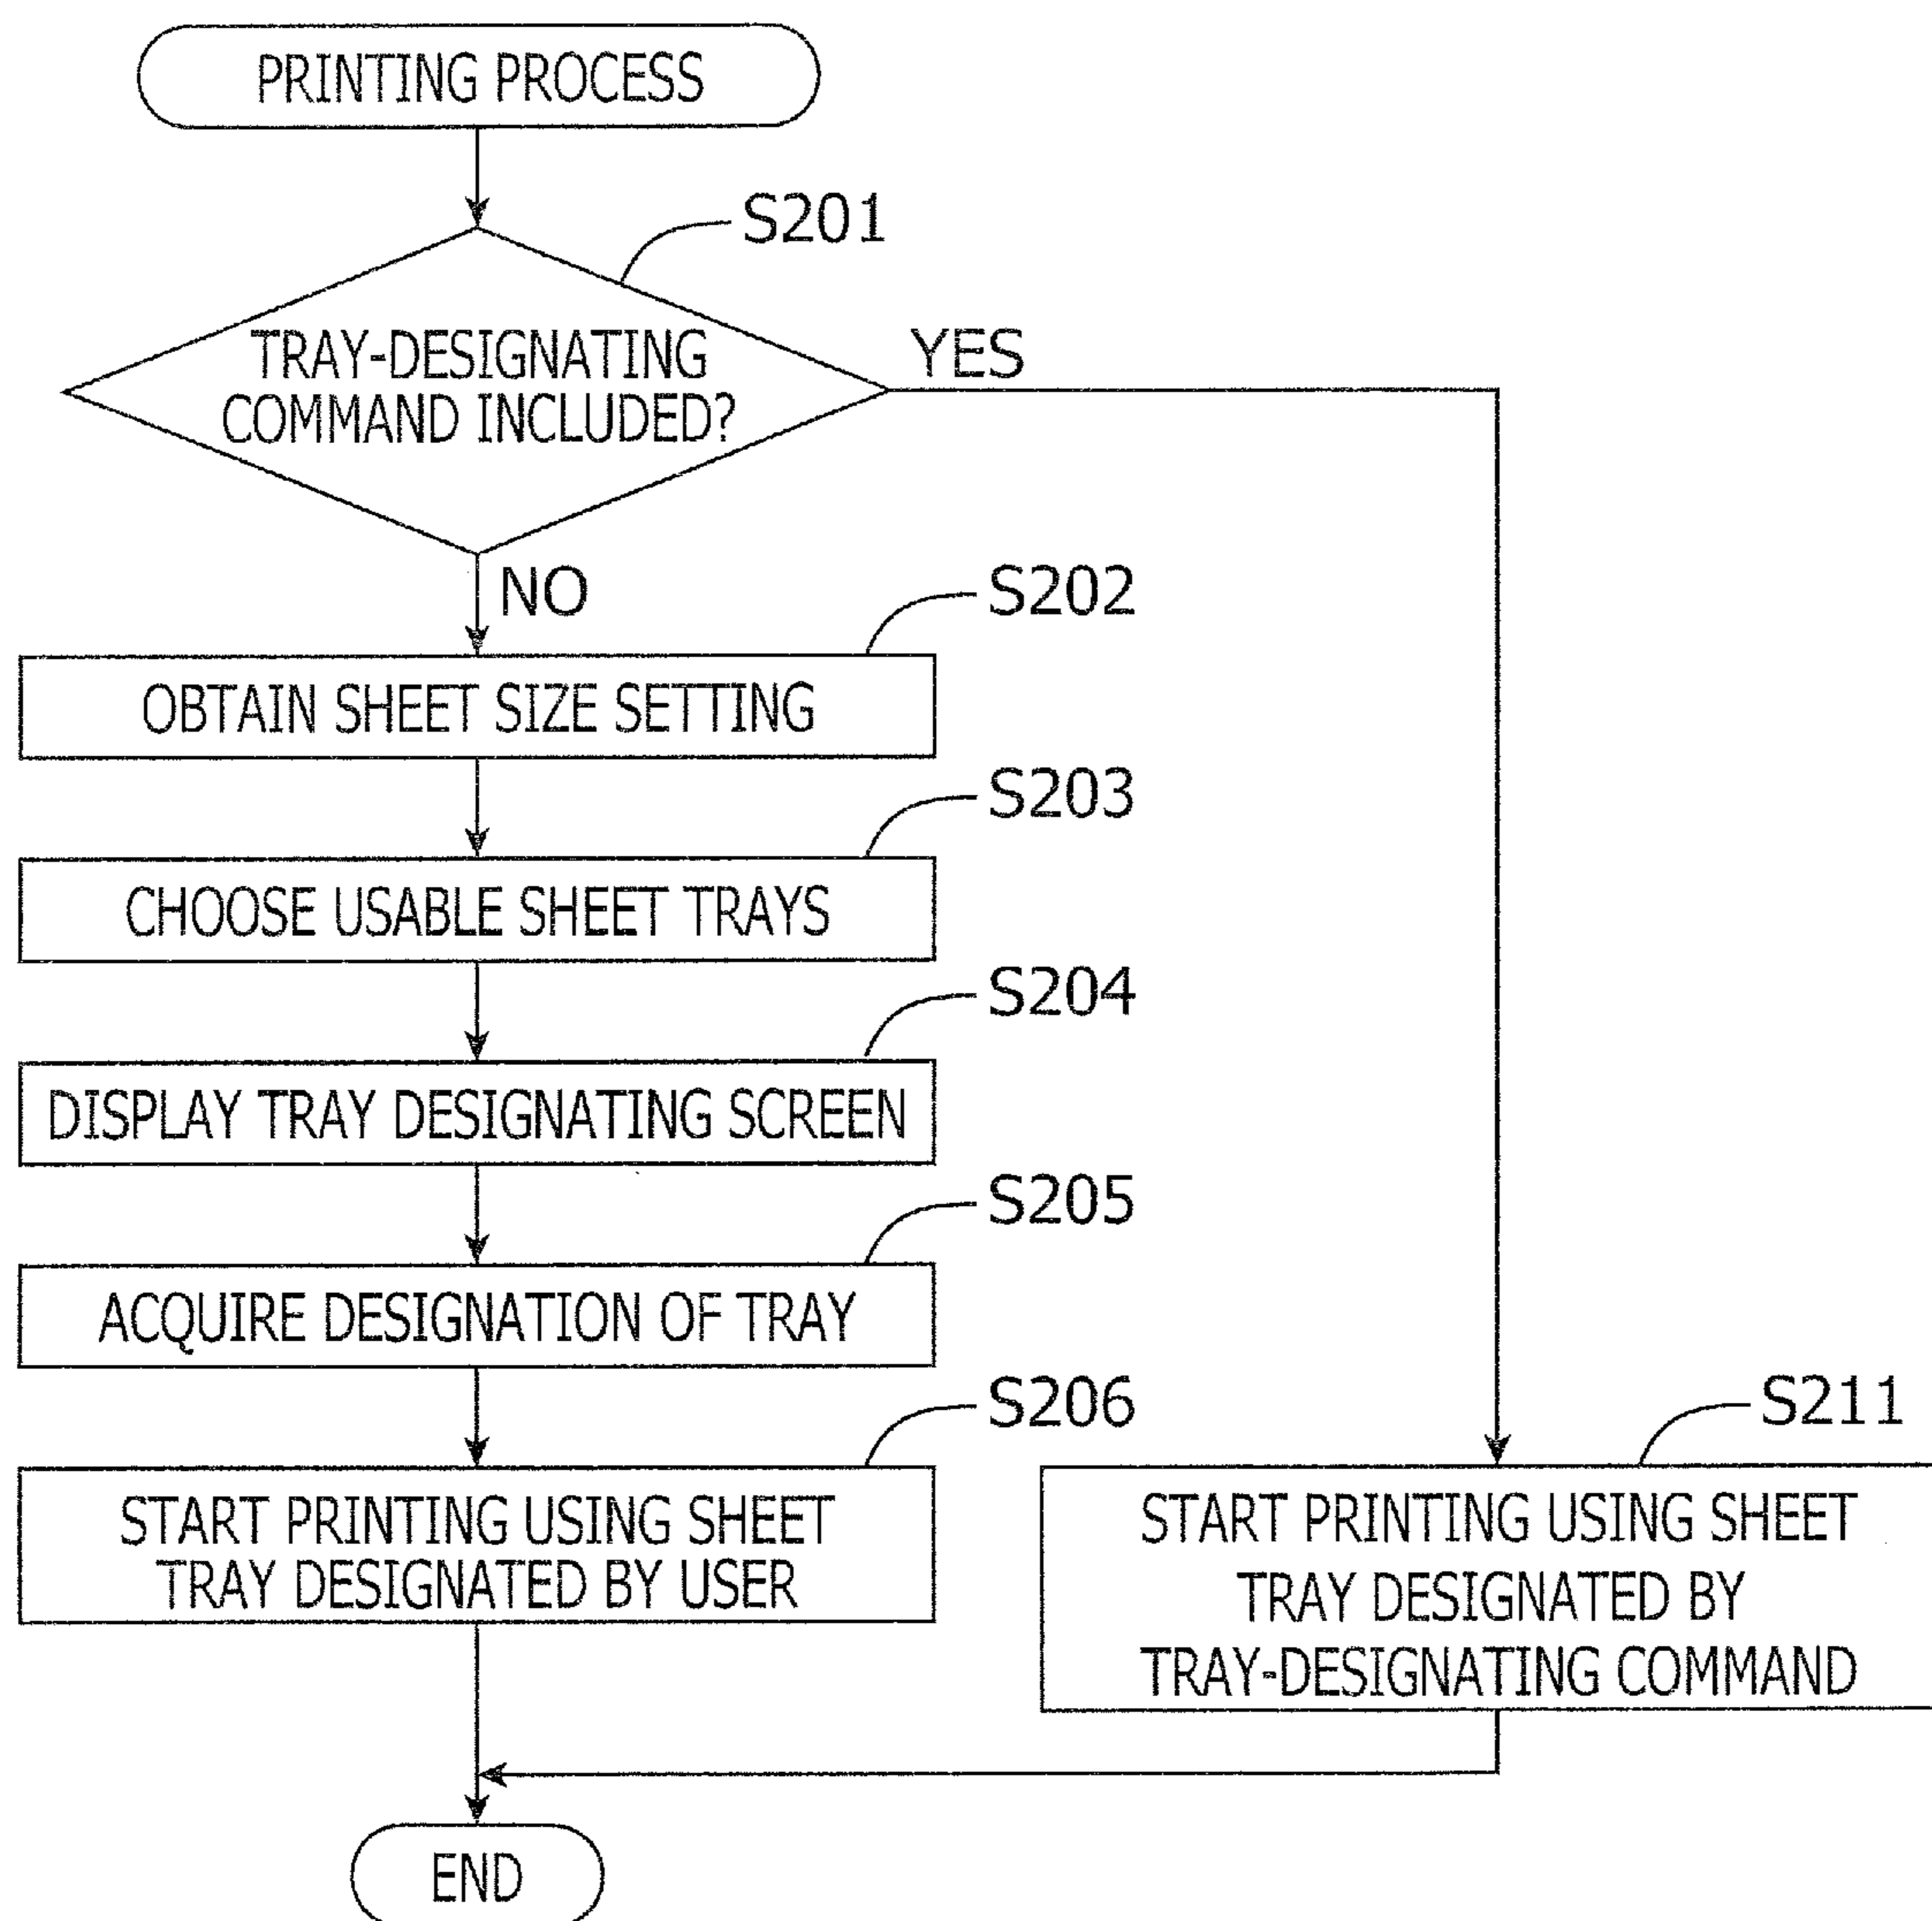 PRINTING PROCESS
S201
TRAY-DESIGNATING
COMMAND INCLUDED?
YES
NO
S202
OBTAIN SHEET SIZE SETTING
S203
CHOOSE USABLE SHEET TRAYS
S204
DISPLAY TRAY DESIGNATING SCREEN
S205
ACQUIRE DESIGNATION OF TRAY
S206
START PRINTING USING SHEET
TRAY DESIGNATED BY USER
S211
START PRINTING USING SHEET
TRAY DESIGNATED BY
TRAY-DESIGNATING COMMAND
END